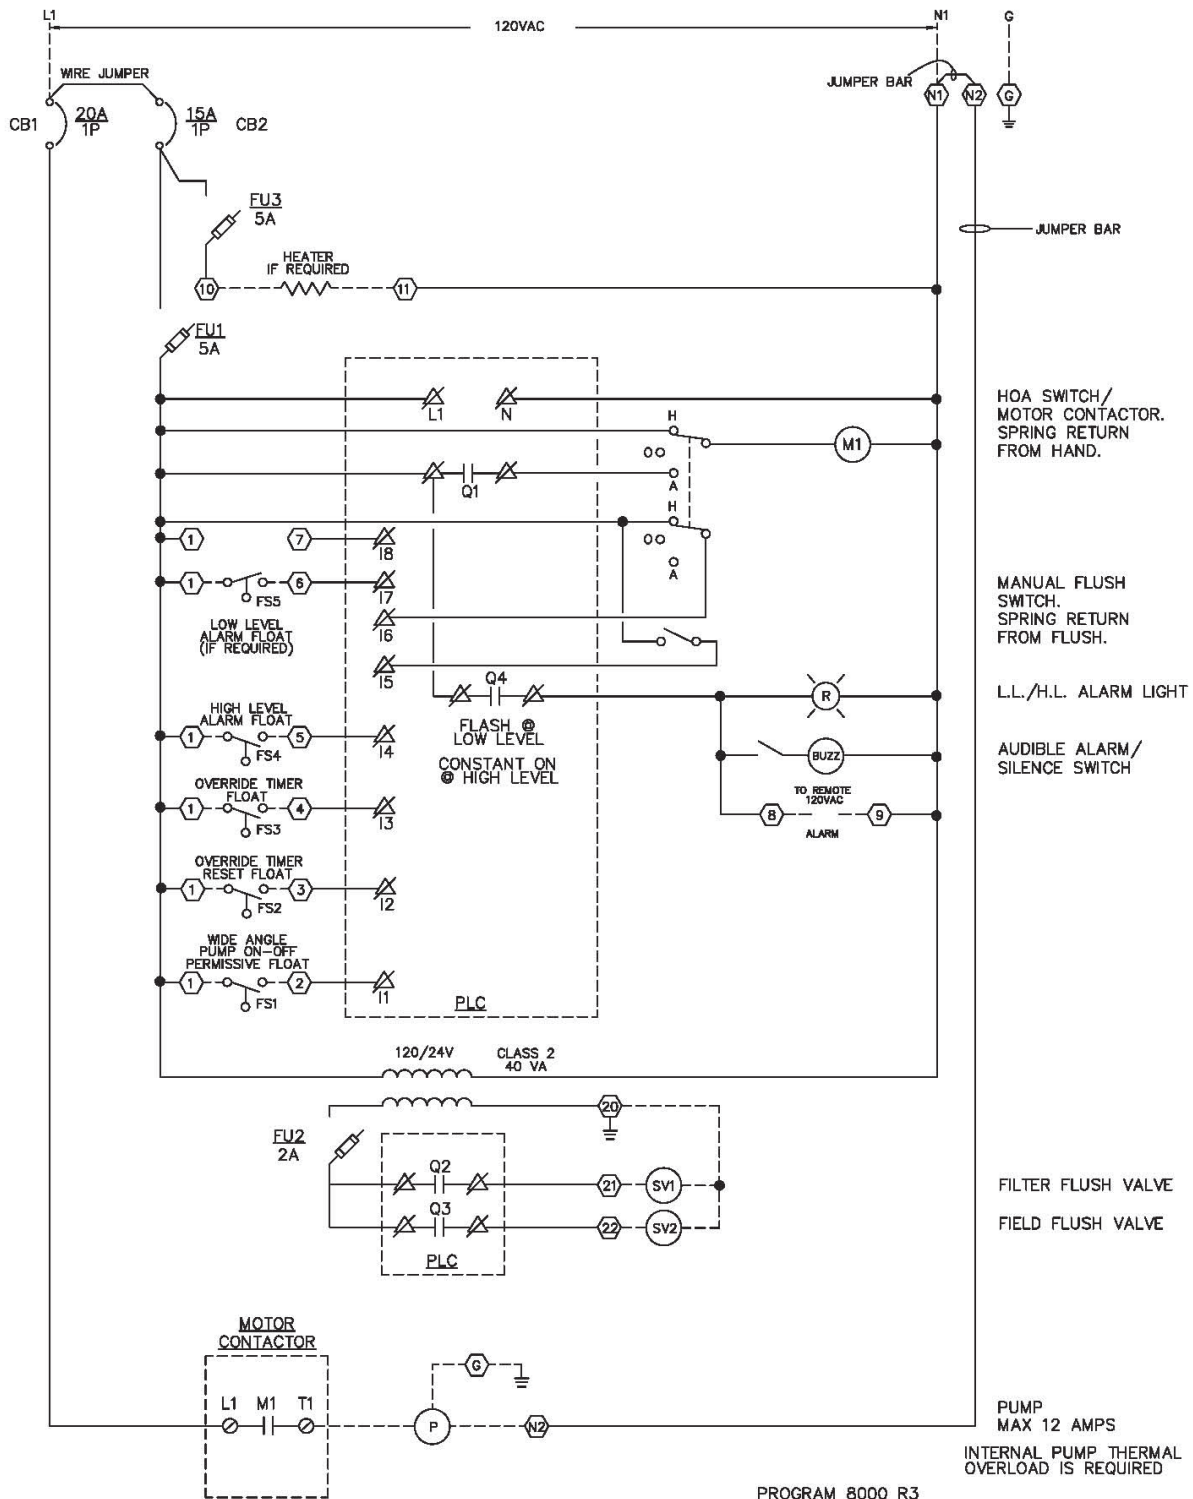 L1
120VAC
N1
G
WIRE JUMPER
JUMPER BAR
N1
N2
G
CB1
20A
1P
15A
1P
CB2
FU3
5A
JUMPER BAR
HEATER
IF REQUIRED
10
11
FU1
5A
L1
N
H
O
A
M1
HOA SWITCH/
MOTOR CONTACTOR.
SPRING RETURN
FROM HAND.
Q1
H
O
A
1
7
I8
1
6
FS5
I7
LOW LEVEL
ALARM FLOAT
(IF REQUIRED)
I6
I5
MANUAL FLUSH
SWITCH.
SPRING RETURN
FROM FLUSH.
Q4
R
L.L./H.L. ALARM LIGHT
FLASH @
LOW LEVEL
CONSTANT ON
@ HIGH LEVEL
HIGH LEVEL
ALARM FLOAT
1
5
FS4
I4
BUZZ
AUDIBLE ALARM/
SILENCE SWITCH
TO REMOTE
120VAC
8
9
ALARM
OVERRIDE TIMER
FLOAT
1
4
FS3
I3
OVERRIDE TIMER
RESET FLOAT
1
3
FS2
I2
WIDE ANGLE
PUMP ON-OFF
PERMISSIVE FLOAT
1
2
FS1
I1
PLC
120/24V
CLASS 2
40 VA
20
FU2
2A
Q2
21
SV1
FILTER FLUSH VALVE
Q3
22
SV2
FIELD FLUSH VALVE
PLC
MOTOR
CONTACTOR
G
L1
M1
T1
P
N2
PUMP
MAX 12 AMPS
INTERNAL PUMP THERMAL
OVERLOAD IS REQUIRED
PROGRAM 8000 R3